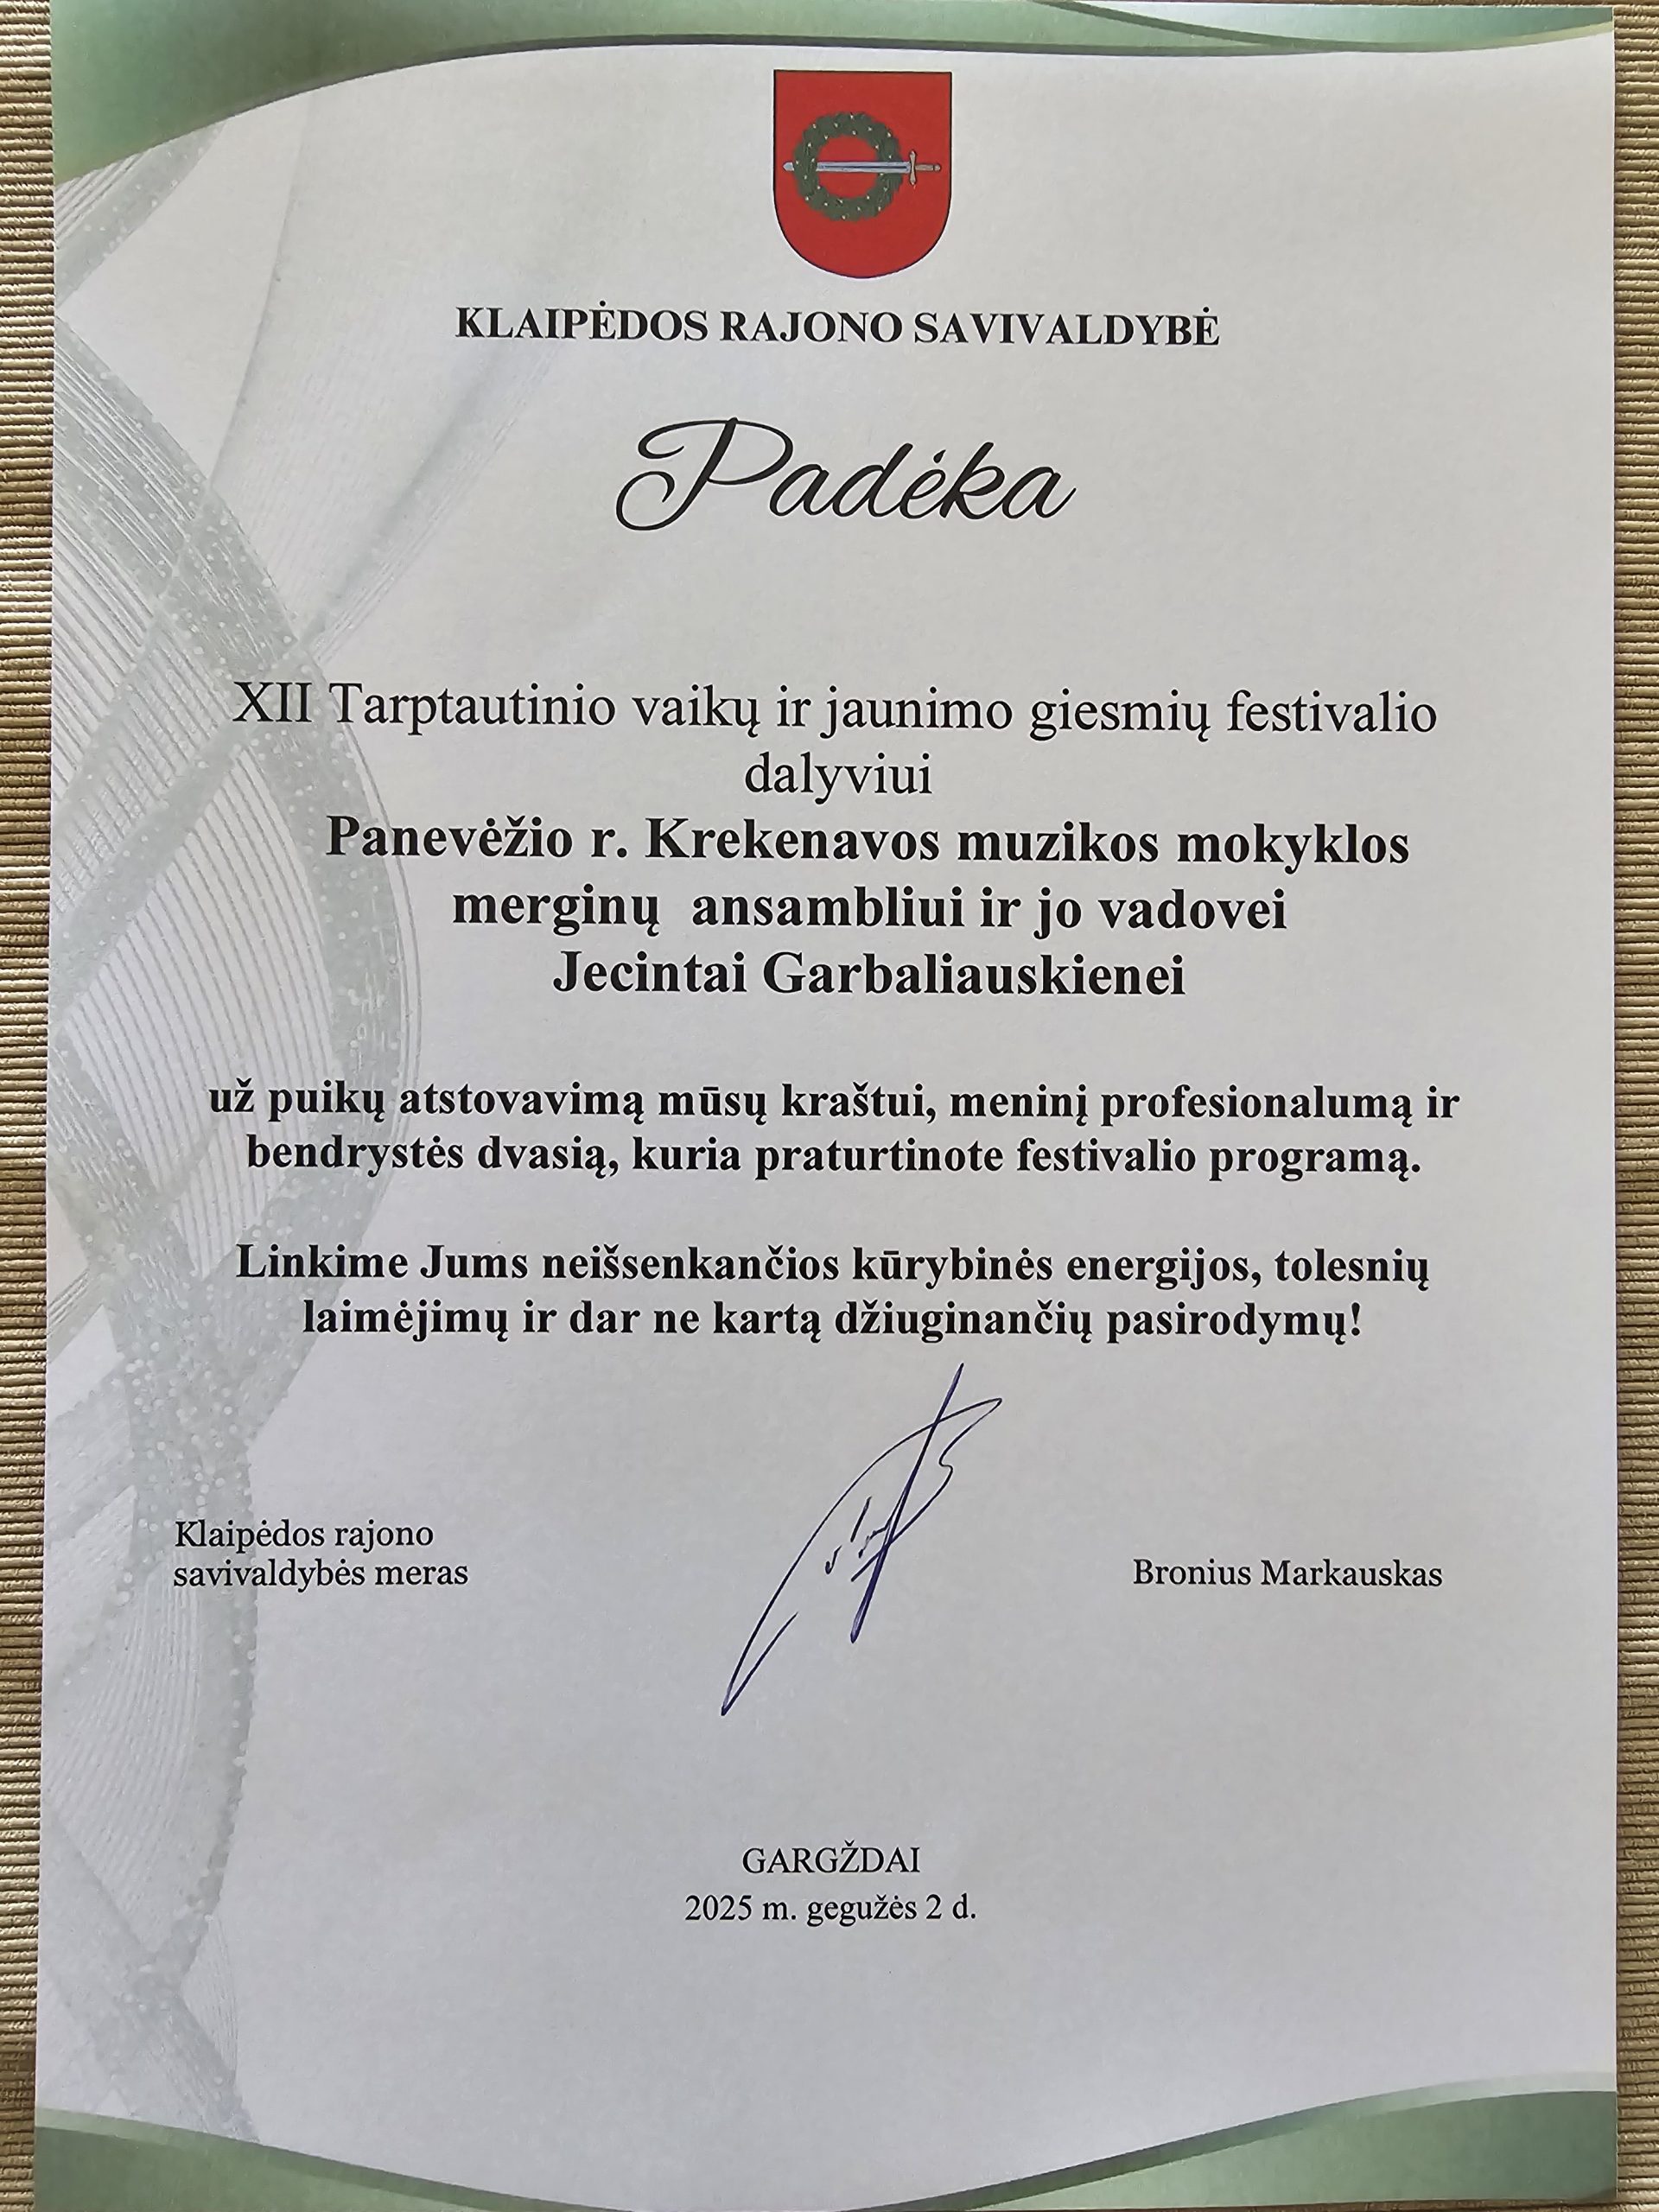 KLAIPĖDOS RAJONO SAVIVALDYBĖ
Padėka
XII Tarptautinio vaikų ir jaunimo giesmių festivalio
dalyviui
Panevėžio r. Krekenavos muzikos mokyklos
merginų ansambliui ir jo vadovei
Jecintai Garbaliauskienei
už puikų atstovavimą mūsų kraštui, meninį profesionalumą ir
bendrystės dvasią, kuria praturtinote festivalio programą.
Linkime Jums neišsenkančios kūrybinės energijos, tolesnių
laimėjimų ir dar ne kartą džiuginančių pasirodymų!
Klaipėdos rajono
savivaldybės meras
Bronius Markauskas
GARGŽDAI
2025 m. gegužės 2 d.